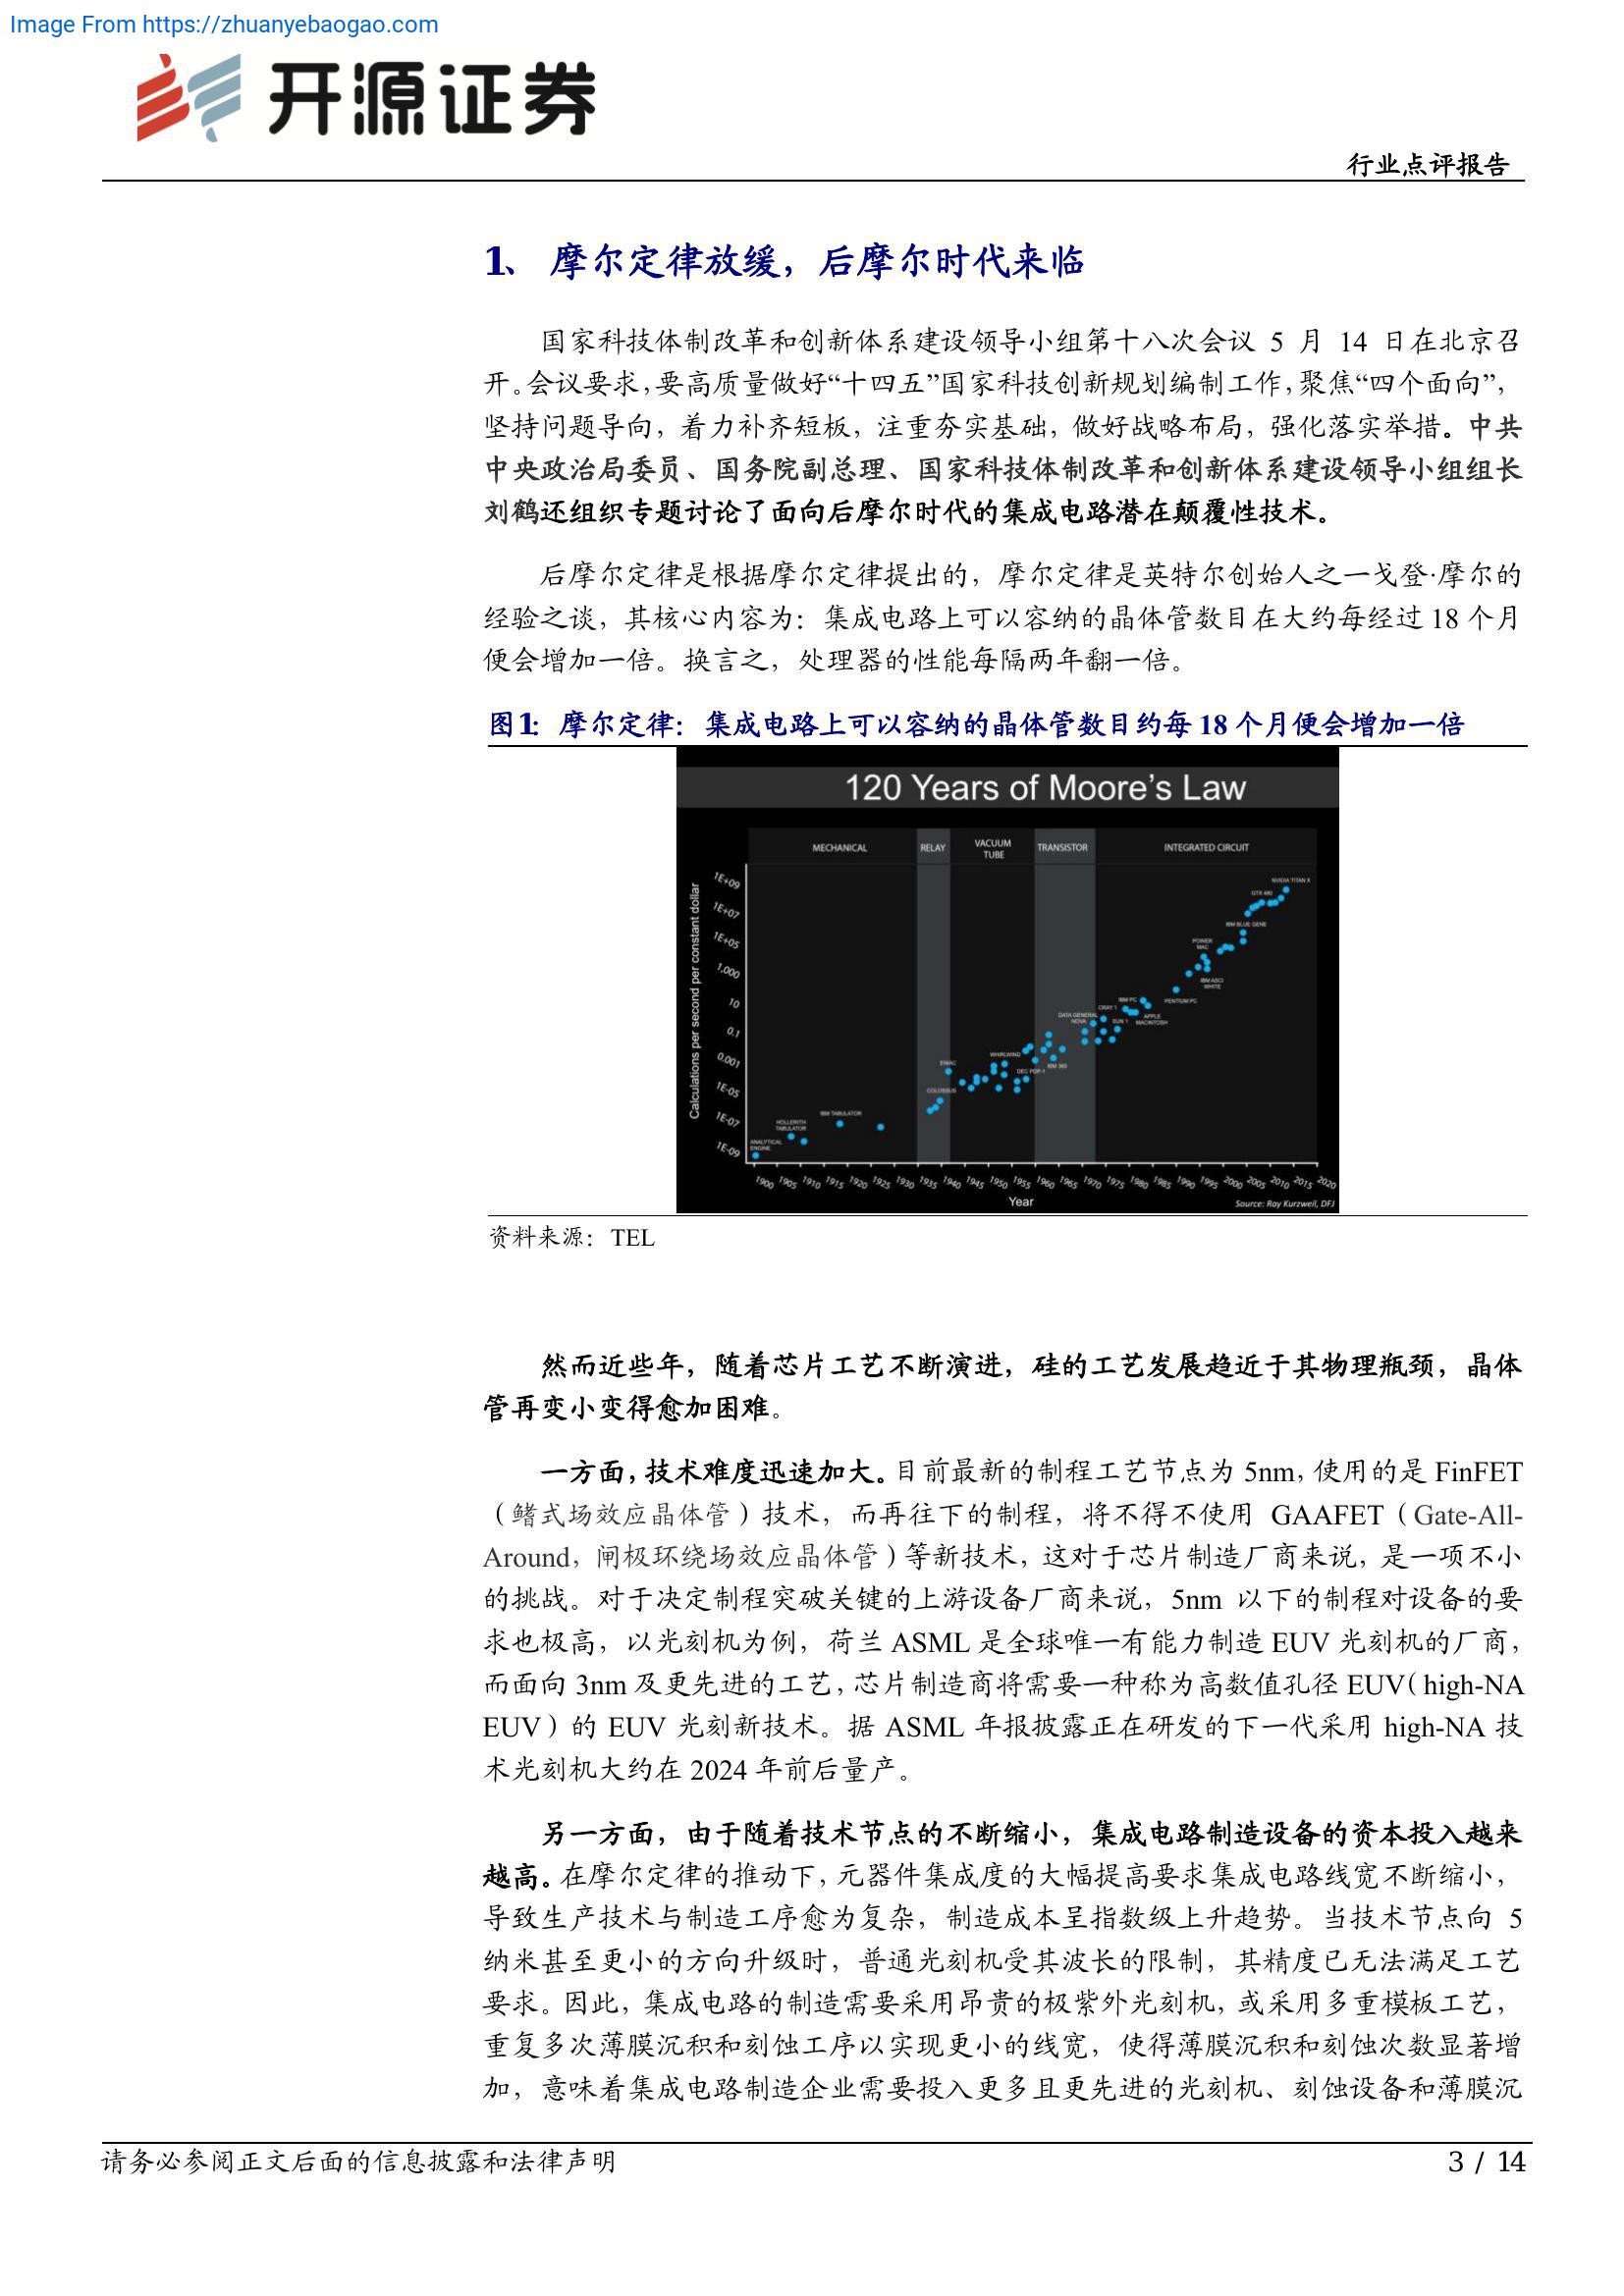 Image From https://zhuanyebaogao.com
开源证券
行业点评报告
1、 摩尔定律放缓，后摩尔时代来临
国家科技体制改革和创新体系建设领导小组第十八次会议 5 月 14 日在北京召
开。会议要求，要高质量做好“十四五”国家科技创新规划编制工作，聚焦“四个面向”，
坚持问题导向，着力补齐短板，注重夯实基础，做好战略布局，强化落实举措。中共
中央政治局委员、国务院副总理、国家科技体制改革和创新体系建设领导小组组长
刘鹤还组织专题讨论了面向后摩尔时代的集成电路潜在颠覆性技术。
后摩尔定律是根据摩尔定律提出的，摩尔定律是英特尔创始人之一戈登·摩尔的
经验之谈，其核心内容为：集成电路上可以容纳的晶体管数目在大约每经过 18 个月
便会增加一倍。换言之，处理器的性能每隔两年翻一倍。
图1： 摩尔定律：集成电路上可以容纳的晶体管数目约每 18 个月便会增加一倍
120 Years of Moore’s Law
MECHANICAL RELAY VACUUM TUBE TRANSISTOR INTEGRATED CIRCUIT
Calculations per second per constant dollar
1E+09
1E+07
1E+05
1,000
10
0.1
0.001
1E-05
1E-07
1E-09
NVIDIA TITAN X
GTX 480
IBM BLUE GENE
POWER MAC
IBM ASCI WHITE
PENTIUM PC
IBM PC
CRAY 1
APPLE MACINTOSH
DATA GENERAL NOVA
SUN 1
WHIRLWIND
IBM 360
ENIAC
DEC PDP-1
COLOSSUS
IBM TABULATOR
HOLLERITH TABULATOR
ANALYTICAL ENGINE
1900 1905 1910 1915 1920 1925 1930 1935 1940 1945 1950 1955 1960 1965 1970 1975 1980 1985 1990 1995 2000 2005 2010 2015 2020
Year
Source: Ray Kurzweil, DFJ
资料来源：TEL
然而近些年，随着芯片工艺不断演进，硅的工艺发展趋近于其物理瓶颈，晶体
管再变小变得愈加困难。
一方面，技术难度迅速加大。目前最新的制程工艺节点为 5nm，使用的是 FinFET
（鳍式场效应晶体管）技术，而再往下的制程，将不得不使用 GAAFET（Gate-All-
Around，闸极环绕场效应晶体管）等新技术，这对于芯片制造厂商来说，是一项不小
的挑战。对于决定制程突破关键的上游设备厂商来说，5nm 以下的制程对设备的要
求也极高，以光刻机为例，荷兰 ASML 是全球唯一有能力制造 EUV 光刻机的厂商，
而面向 3nm 及更先进的工艺，芯片制造商将需要一种称为高数值孔径 EUV（high-NA
EUV）的 EUV 光刻新技术。据 ASML 年报披露正在研发的下一代采用 high-NA 技
术光刻机大约在 2024 年前后量产。
另一方面，由于随着技术节点的不断缩小，集成电路制造设备的资本投入越来
越高。在摩尔定律的推动下，元器件集成度的大幅提高要求集成电路线宽不断缩小，
导致生产技术与制造工序愈为复杂，制造成本呈指数级上升趋势。当技术节点向 5
纳米甚至更小的方向升级时，普通光刻机受其波长的限制，其精度已无法满足工艺
要求。因此，集成电路的制造需要采用昂贵的极紫外光刻机，或采用多重模板工艺，
重复多次薄膜沉积和刻蚀工序以实现更小的线宽，使得薄膜沉积和刻蚀次数显著增
加，意味着集成电路制造企业需要投入更多且更先进的光刻机、刻蚀设备和薄膜沉
请务必参阅正文后面的信息披露和法律声明
3 / 14